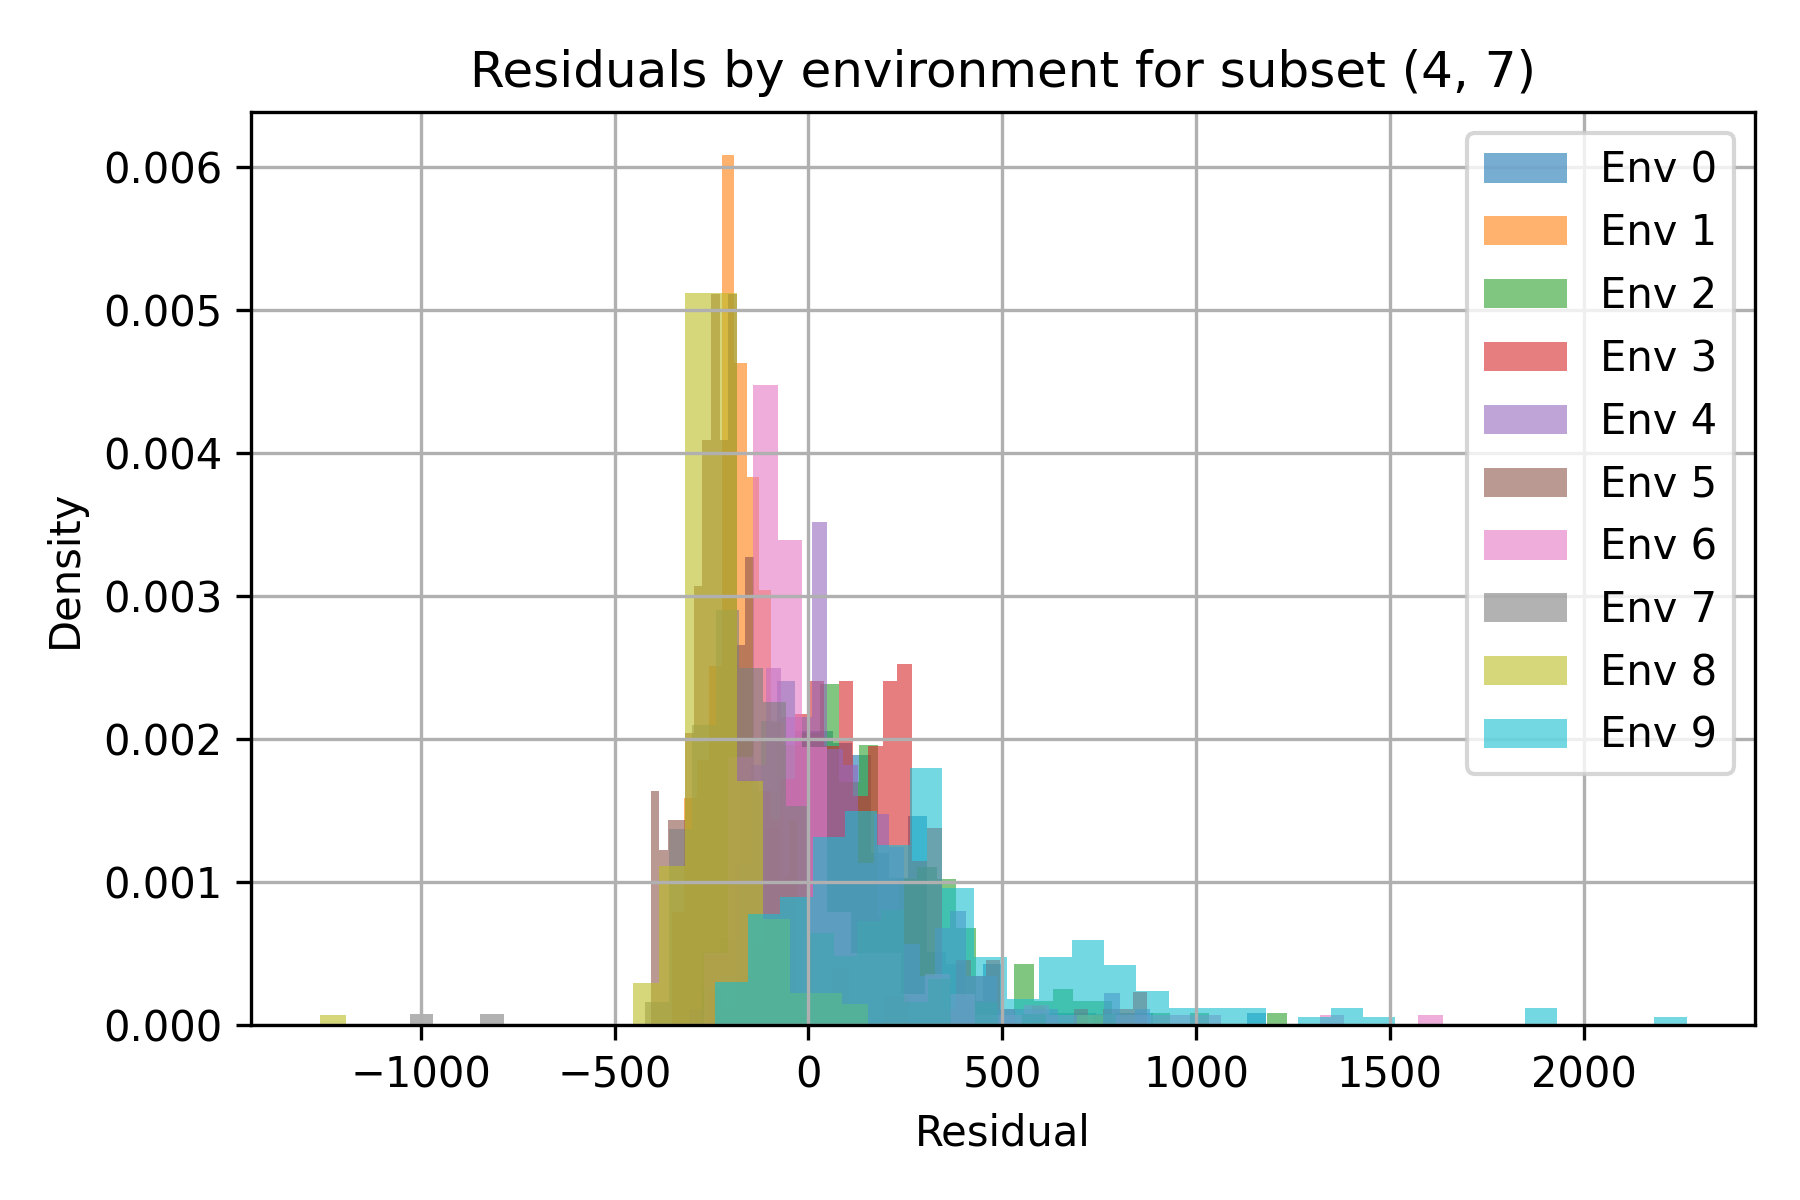 Residuals by environment for subset (4, 7)
0.006
0.005
0.004
0.003
0.002
0.001
0.000
Density
−1000
−500
0
500
1000
1500
2000
Residual
Env 0
Env 1
Env 2
Env 3
Env 4
Env 5
Env 6
Env 7
Env 8
Env 9